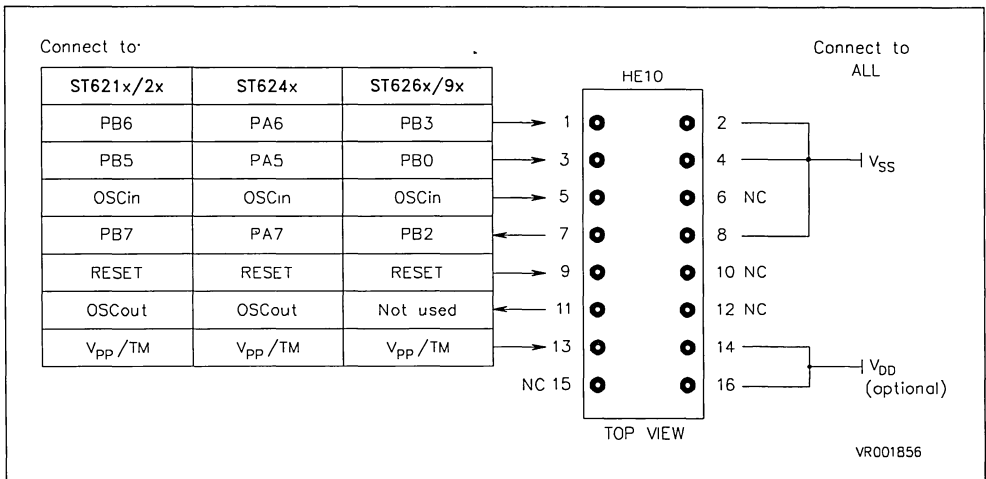 Connect to:
Connect to
ALL
HE10
ST621x/2x ST624x ST626x/9x
PB6 PA6 PB3 1 2
PB5 PA5 PB0 3 4 VSS
OSCin OSCin OSCin 5 6 NC
PB7 PA7 PB2 7 8
RESET RESET RESET 9 10 NC
OSCout OSCout Not used 11 12 NC
VPP/TM VPP/TM VPP/TM 13 14
VDD
NC 15 16 (optional)
TOP VIEW
VR001856